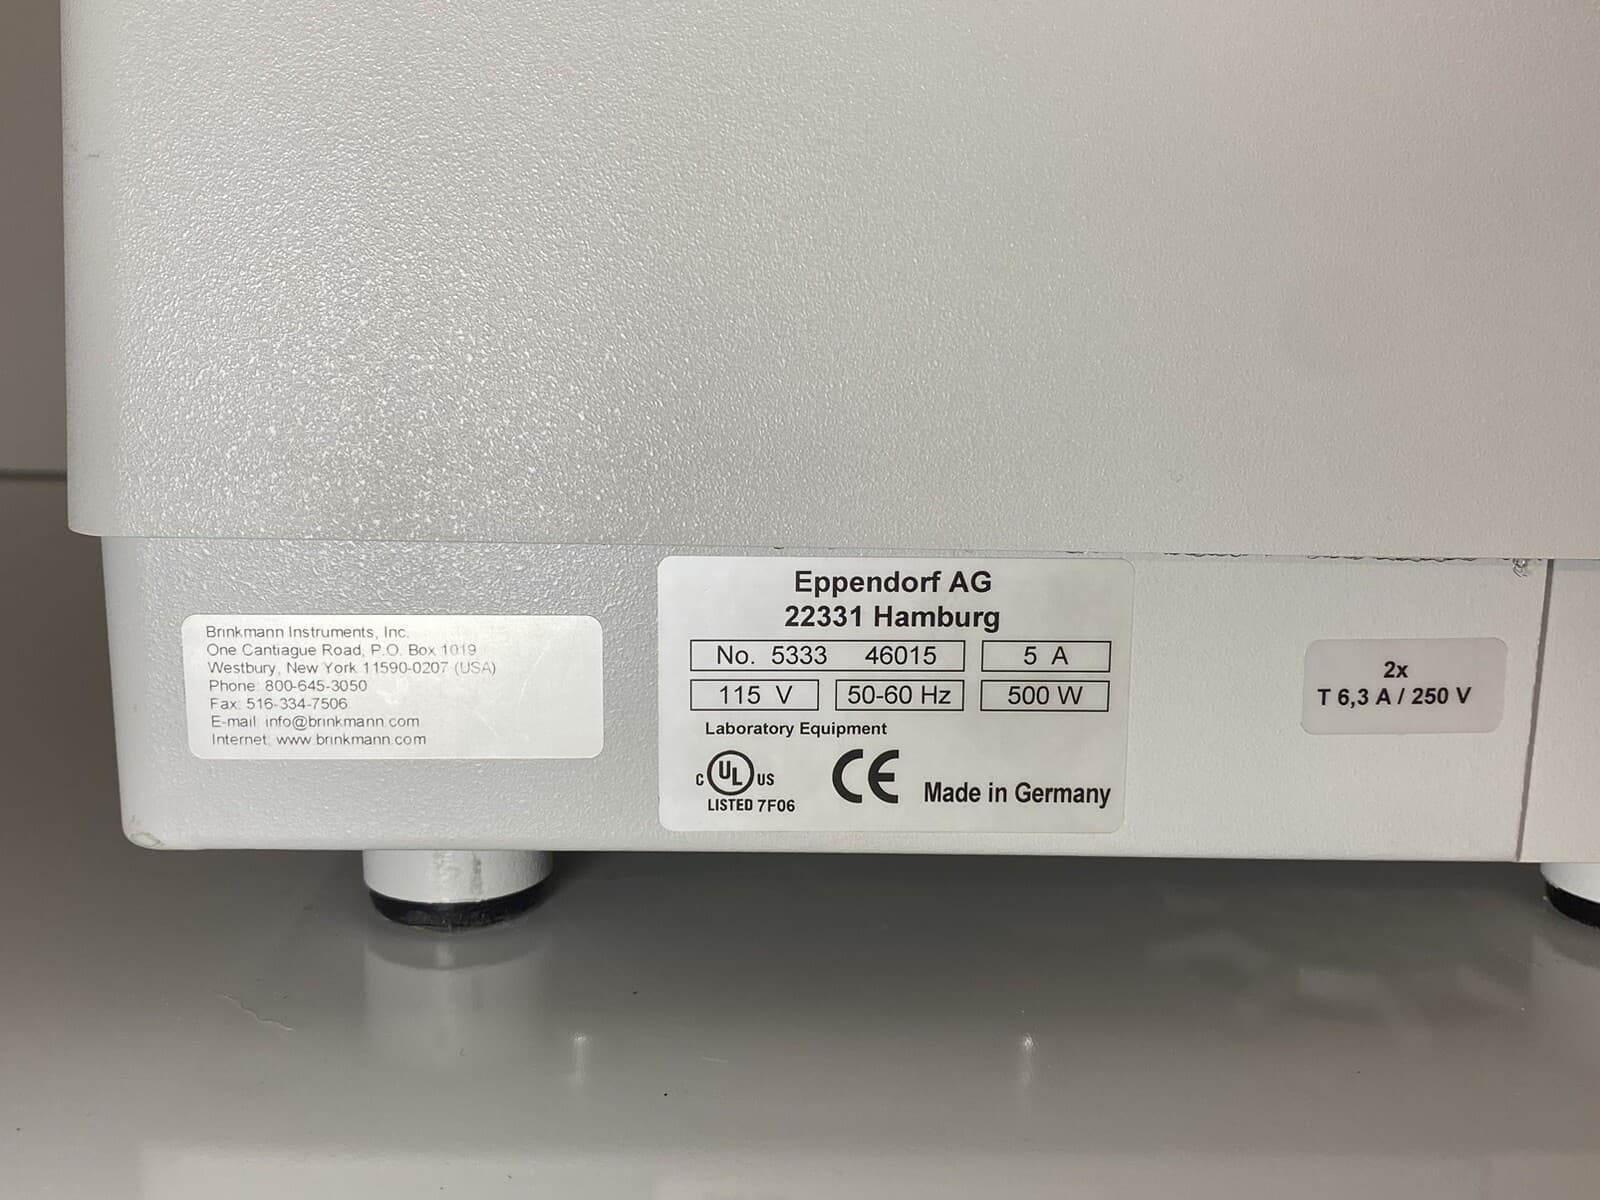 Brinkmann Instruments, Inc.
One Cantiague Road, P.O. Box 1019
Westbury, New York 11590-0207 (USA)
Phone: 800-645-3050
Fax: 516-334-7506
E-mail: info@brinkmann.com
Internet: www.brinkmann.com
Eppendorf AG
22331 Hamburg
No. 5333 46015 5 A
115 V 50-60 Hz 500 W
Laboratory Equipment
C UL US CE
LISTED 7F06 Made in Germany
2x
T 6,3 A / 250 V